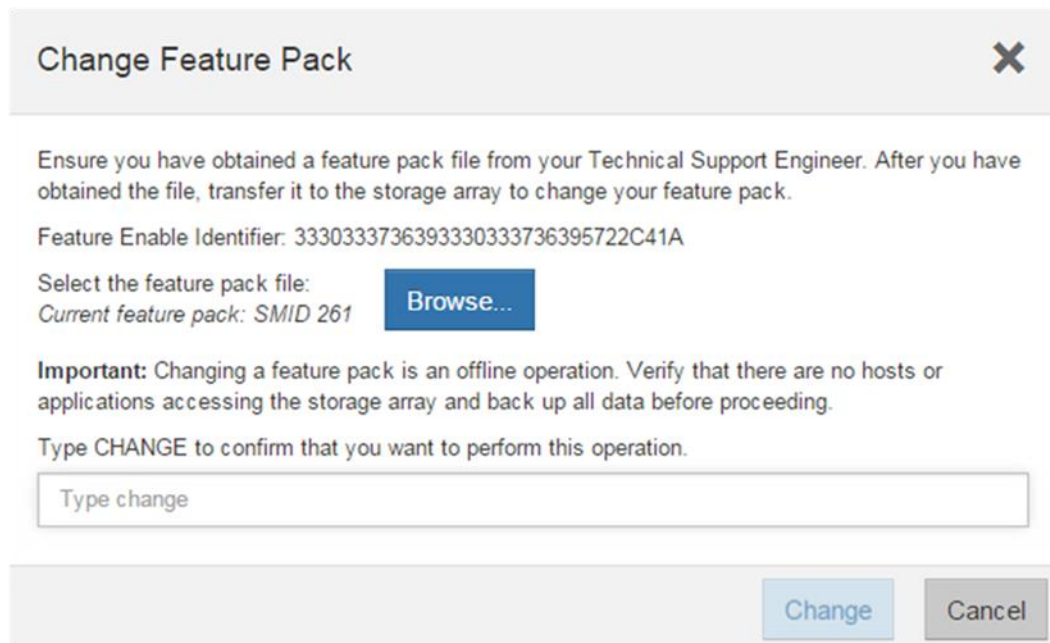 Change Feature Pack
Ensure you have obtained a feature pack file from your Technical Support Engineer. After you have
obtained the file, transfer it to the storage array to change your feature pack.
Feature Enable Identifier: 333033373639333033373639​5722C41A
Select the feature pack file:
Current feature pack: SMID 261
Browse...
Important: Changing a feature pack is an offline operation. Verify that there are no hosts or
applications accessing the storage array and back up all data before proceeding.
Type CHANGE to confirm that you want to perform this operation.
Type change
Change
Cancel